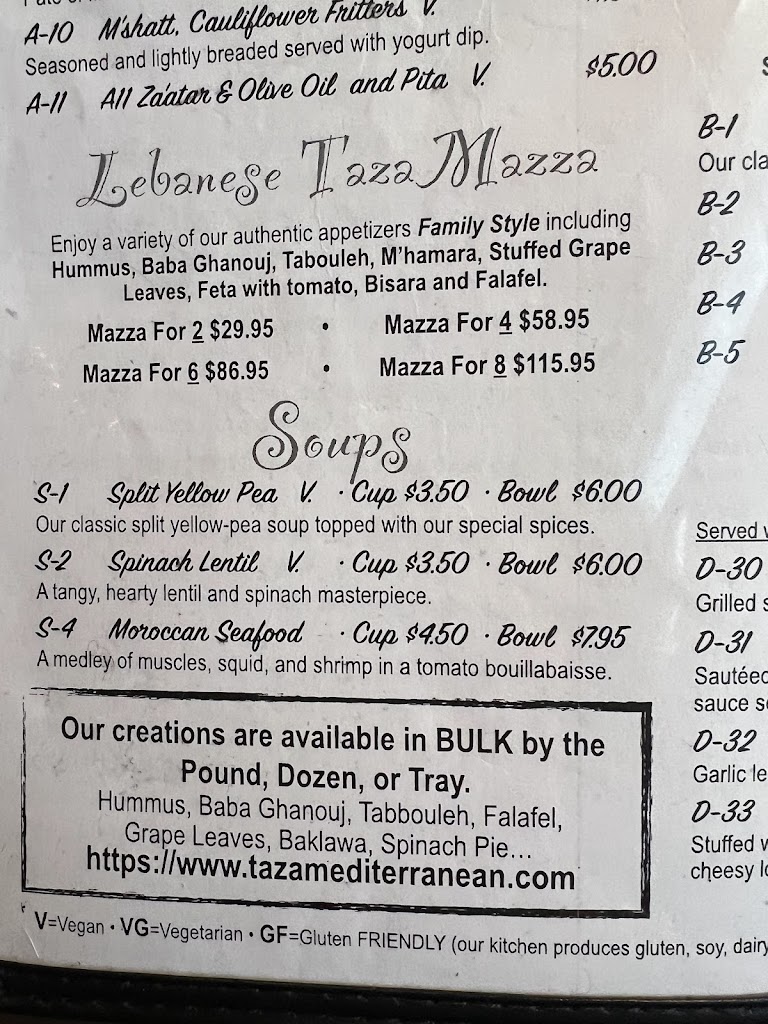 A-10 M'shatt, Cauliflower Fritters V.
Seasoned and lightly breaded served with yogurt dip.
A-11 All Za'atar & Olive Oil and Pita V. $5.00
Lebanese Taza Mazza
Enjoy a variety of our authentic appetizers Family Style including
Hummus, Baba Ghanouj, Tabouleh, M'hamara, Stuffed Grape
Leaves, Feta with tomato, Bisara and Falafel.
Mazza For 2 $29.95 • Mazza For 4 $58.95
Mazza For 6 $86.95 • Mazza For 8 $115.95
Soups
S-1 Split Yellow Pea V. · Cup $3.50 · Bowl $6.00
Our classic split yellow-pea soup topped with our special spices.
S-2 Spinach Lentil V. · Cup $3.50 · Bowl $6.00
A tangy, hearty lentil and spinach masterpiece.
S-4 Moroccan Seafood · Cup $4.50 · Bowl $7.95
A medley of muscles, squid, and shrimp in a tomato bouillabaisse.
Our creations are available in BULK by the
Pound, Dozen, or Tray.
Hummus, Baba Ghanouj, Tabbouleh, Falafel,
Grape Leaves, Baklawa, Spinach Pie...
https://www.tazamediterranean.com
V=Vegan • VG=Vegetarian • GF=Gluten FRIENDLY (our kitchen produces gluten, soy, dairy
B-1
Our cla
B-2
B-3
B-4
B-5
Served
D-30
Grilled
D-31
Sautéed
sauce
D-32
Garlic le
D-33
Stuffed
cheesy